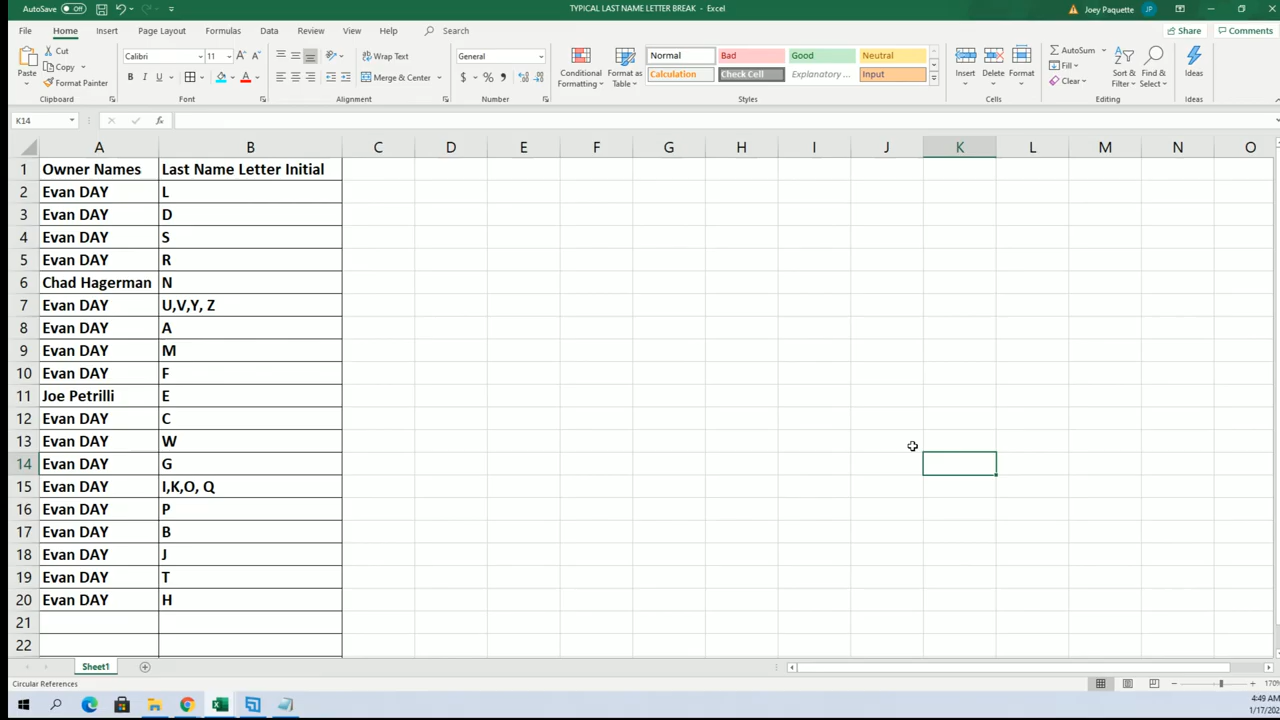 AutoSave Off TYPICAL LAST NAME LETTER BREAK - Excel Joey Paquette JP
File Home Insert Page Layout Formulas Data Review View Help Search Share Comments
Cut Calibri 11 Wrap Text General AutoSum
Copy Normal Bad Good Neutral Fill
Paste Format Painter Merge & Center Conditional Formatting Format as Table Calculation Check Cell Explanatory ... Input Insert Delete Format Clear Sort & Filter Find & Select Ideas
Clipboard Font Alignment Number Styles Cells Editing Ideas
K14 fx
A B C D E F G H I J K L M N O
1 Owner Names Last Name Letter Initial
2 Evan DAY L
3 Evan DAY D
4 Evan DAY S
5 Evan DAY R
6 Chad Hagerman N
7 Evan DAY U,V,Y, Z
8 Evan DAY A
9 Evan DAY M
10 Evan DAY F
11 Joe Petrilli E
12 Evan DAY C
13 Evan DAY W
14 Evan DAY G
15 Evan DAY I,K,O, Q
16 Evan DAY P
17 Evan DAY B
18 Evan DAY J
19 Evan DAY T
20 Evan DAY H
21
22
Sheet1
Circular References 170%
4:49 AM
1/17/202